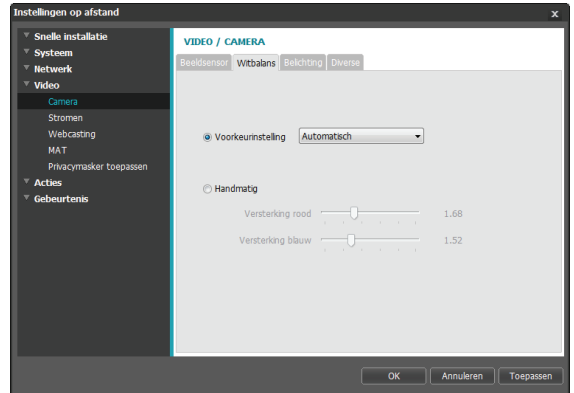 Instellingen op afstand
x
Snelle installatie
Systeem
Netwerk
Video
Camera
Stromen
Webcasting
MAT
Privacymasker toepassen
Acties
Gebeurtenis
VIDEO / CAMERA
Beeldsensor Witbalans Belichting Diverse
Voorkeurinstelling Automatisch
Handmatig
Versterking rood 1.68
Versterking blauw 1.52
OK Annuleren Toepassen